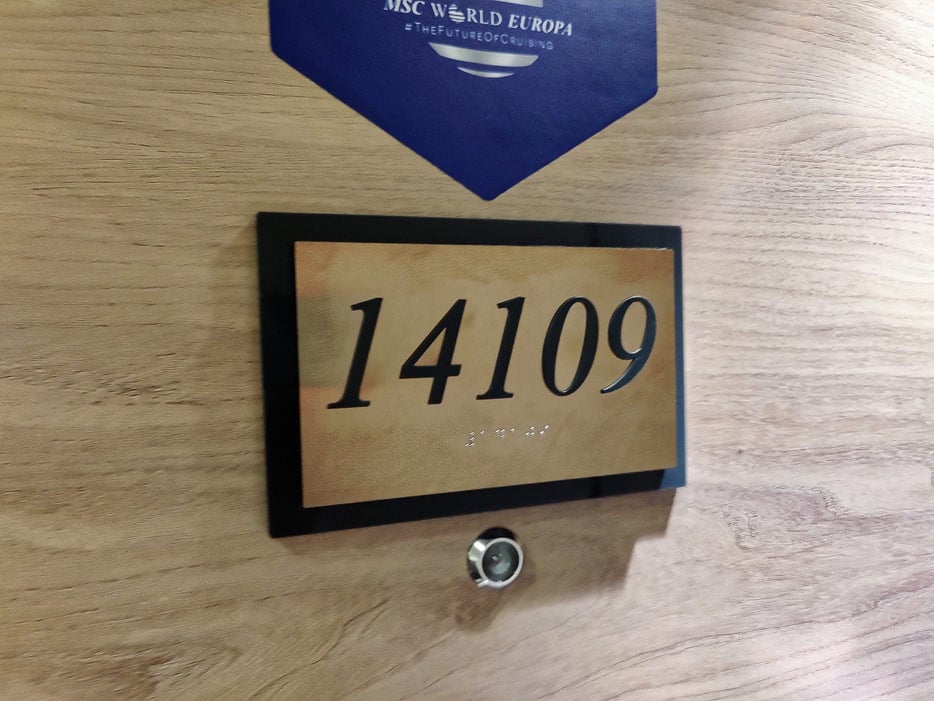 MSC WORLD EUROPA
#THEFUTUREOFCRUISING
14109